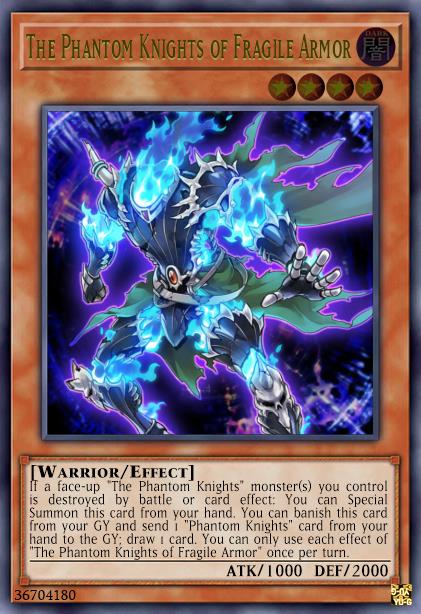 The Phantom Knights of Fragile Armor
DARK
闇
[Warrior/Effect]
If a face-up "The Phantom Knights" monster(s) you control
is destroyed by battle or card effect: You can Special
Summon this card from your hand. You can banish this card
from your GY and send 1 "Phantom Knights" card from your
hand to the GY; draw 1 card. You can only use each effect of
"The Phantom Knights of Fragile Armor" once per turn.
ATK/1000 DEF/2000
36704180